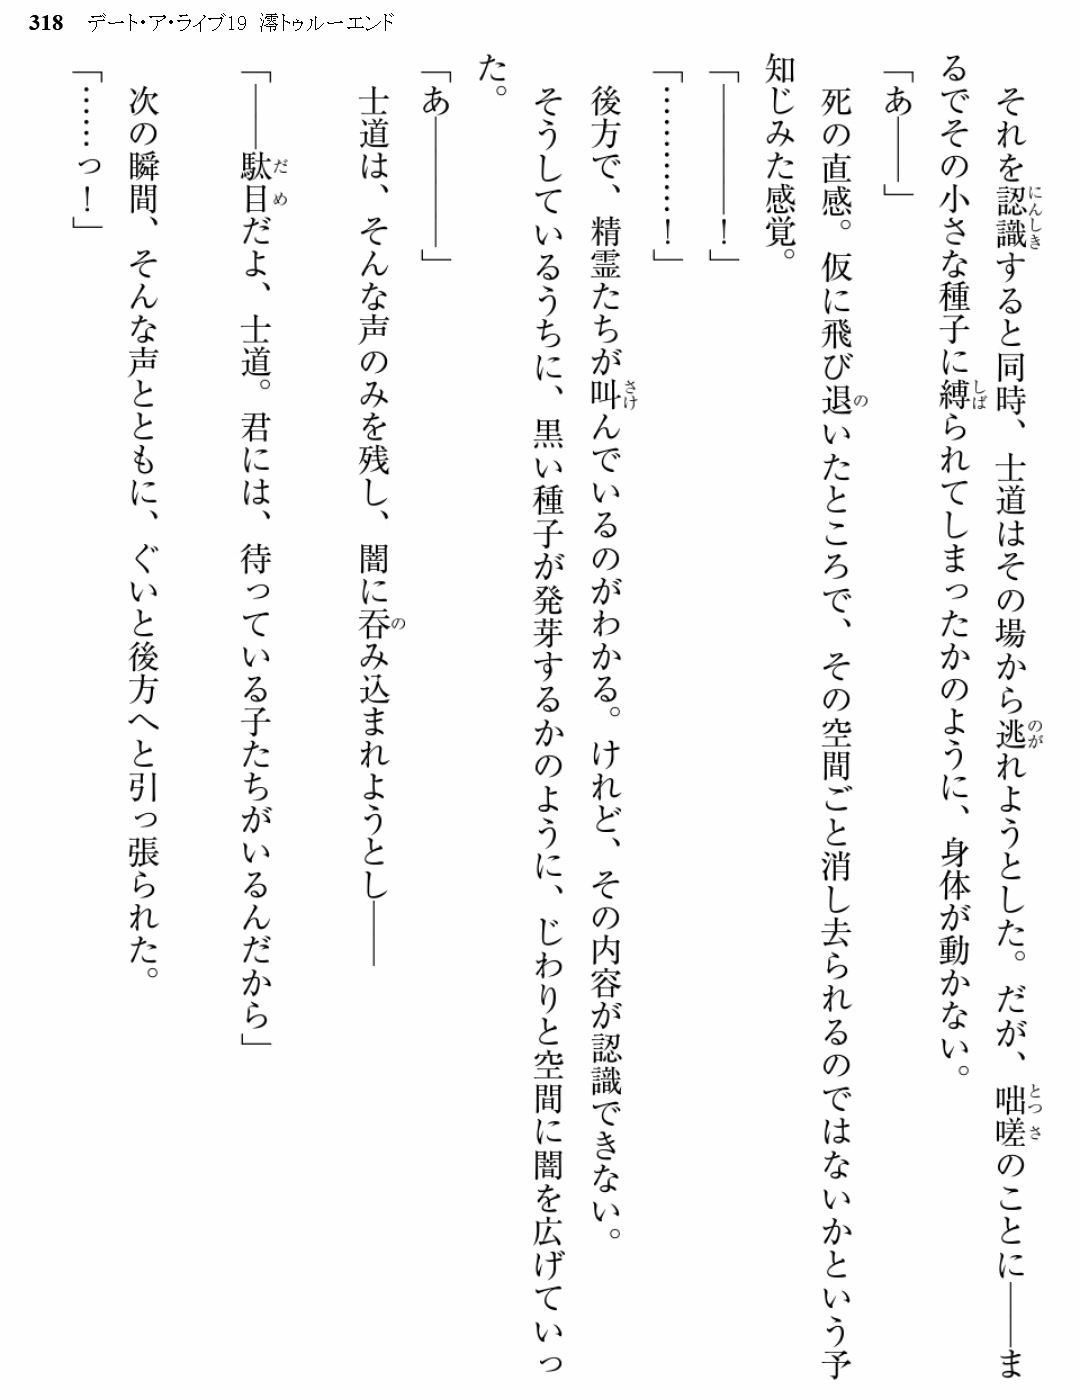 318 デート・ア・ライブ19 澪トゥルーエンド
それを認識すると同時、士道はその場から逃れようとした。だが、咄嗟のことに――ま
るでその小さな種子に縛られてしまったかのように、身体が動かない。
「あ――」
死の直感。仮に飛び退いたところで、その空間ごと消し去られるのではないかという予
知じみた感覚。
「――――！」
「…………！」
後方で、精霊たちが叫んでいるのがわかる。けれど、その内容が認識できない。
そうしているうちに、黒い種子が発芽するかのように、じわりと空間に闇を広げていっ
た。
「あ――――」
士道は、そんな声のみを残し、闇に呑み込まれようとし――
「――駄目だよ、士道。君には、待っている子たちがいるんだから」
次の瞬間、そんな声とともに、ぐいと後方へと引っ張られた。
「……っ！」